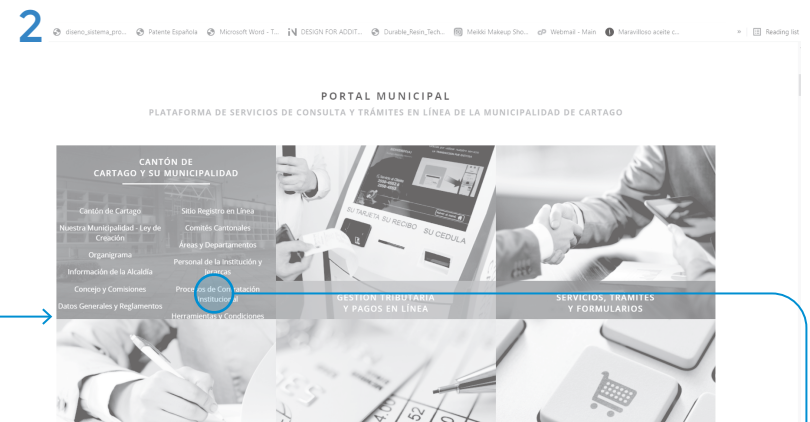 2
diseno_sistema_pro... Patente Española Microsoft Word - T... DESIGN FOR ADDIT... Durable_Resin_Tech... Meikki Makeup Sho... Webmail - Main Maravilloso aceite c... » Reading list
PORTAL MUNICIPAL
PLATAFORMA DE SERVICIOS DE CONSULTA Y TRÁMITES EN LÍNEA DE LA MUNICIPALIDAD DE CARTAGO
CANTÓN DE
CARTAGO Y SU MUNICIPALIDAD
Cantón de Cartago
Nuestra Municipalidad - Ley de
Creación
Organigrama
Información de la Alcaldía
Concejo y Comisiones
Datos Generales y Reglamentos
Sitio Registro en Línea
Comités Cantonales
Áreas y Departamentos
Personal de la Institución y
Jerarcas
Procesos de Contratación
Institucional
Herramientas y Condiciones
SU TARJETA SU RECIBO SU CEDULA
GESTIÓN TRIBUTARIA
Y PAGOS EN LÍNEA
SERVICIOS, TRÁMITES
Y FORMULARIOS